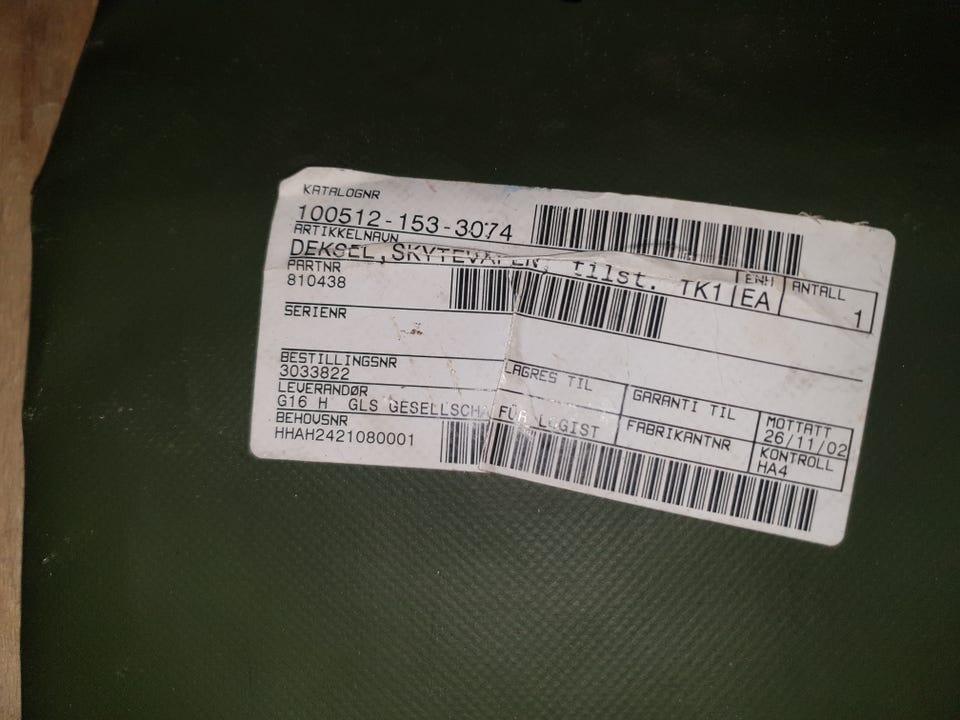 KATALOGNR
100512-153-3074
ARTIKKELNAVN
DEKSEL, SKYTEVÅPEN, tilst. TK1
ENH
EA
ANTALL
1
PARTNR
810438
SERIENR
BESTILLINGSNR
3033822
LAGRES TIL
GARANTI TIL
MOTTATT
26/11/02
LEVERANDØR
G16 H GLS GESELLSCHA FÜR LOGIST
FABRIKANTNR
KONTROLL
HA4
BEHOVSNR
HHAH2421080001